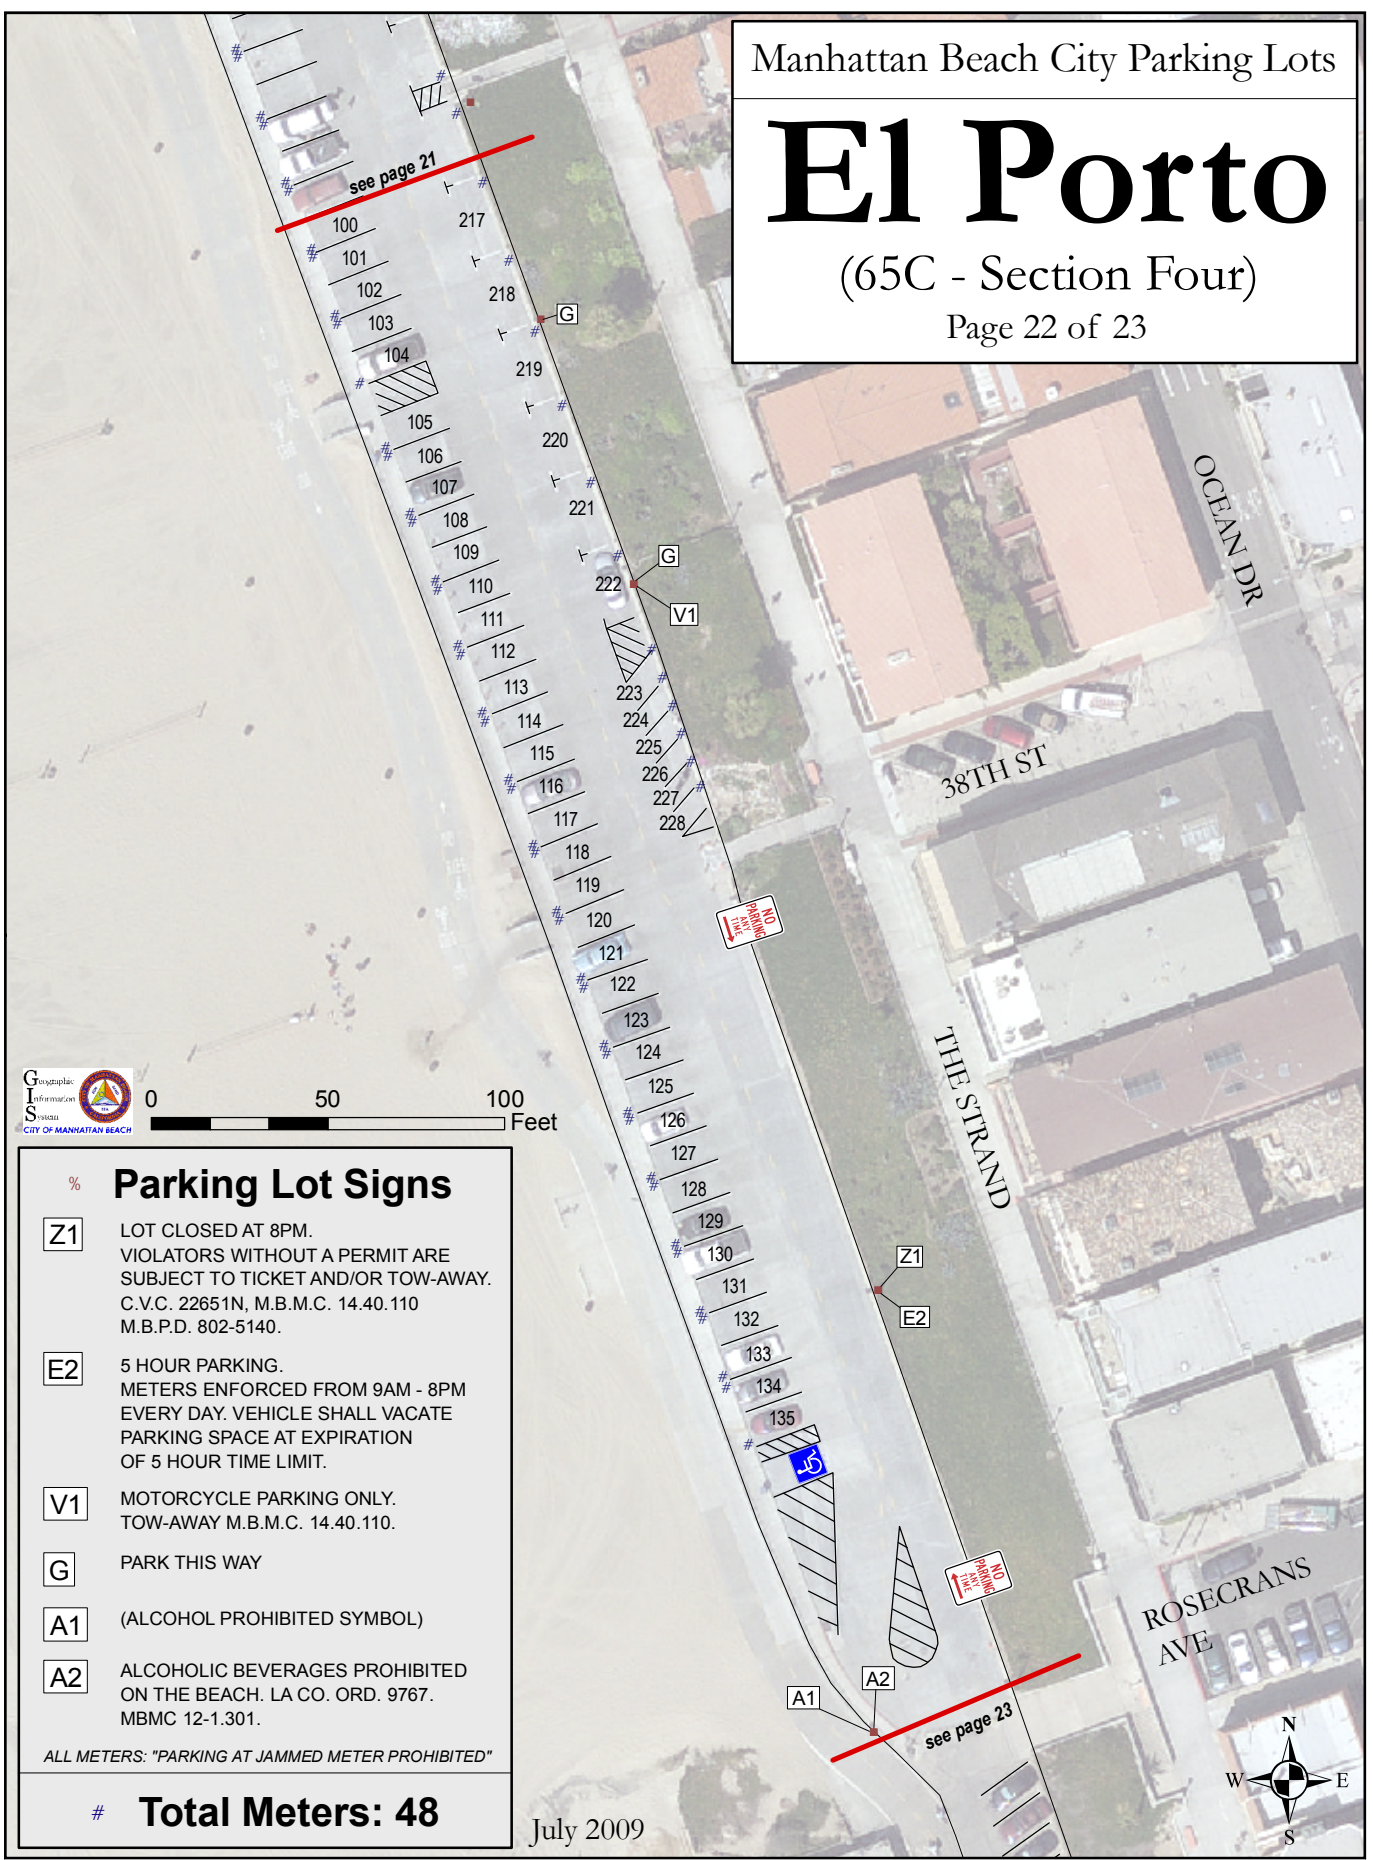 Manhattan Beach City Parking Lots
El Porto
(65C - Section Four)
Page 22 of 23
see page 21
100
101
102
103
104
105
106
107
108
109
110
111
112
113
114
115
116
117
118
119
120
121
122
123
124
125
126
127
128
129
130
131
132
133
134
135
217
218
G
219
220
221
222
G
V1
223
224
225
226
227
228
OCEAN DR
38TH ST
NO
PARKING
ANY
TIME
THE STRAND
Z1
E2
NO
PARKING
ANY
TIME
ROSECRANS
AVE
A1
A2
see page 23
N
W E
S
Geographic
Information
System
CITY OF MANHATTAN BEACH
0 50 100
Feet
% Parking Lot Signs
Z1 LOT CLOSED AT 8PM.
VIOLATORS WITHOUT A PERMIT ARE
SUBJECT TO TICKET AND/OR TOW-AWAY.
C.V.C. 22651N, M.B.M.C. 14.40.110
M.B.P.D. 802-5140.
E2 5 HOUR PARKING.
METERS ENFORCED FROM 9AM - 8PM
EVERY DAY. VEHICLE SHALL VACATE
PARKING SPACE AT EXPIRATION
OF 5 HOUR TIME LIMIT.
V1 MOTORCYCLE PARKING ONLY.
TOW-AWAY M.B.M.C. 14.40.110.
G PARK THIS WAY
A1 (ALCOHOL PROHIBITED SYMBOL)
A2 ALCOHOLIC BEVERAGES PROHIBITED
ON THE BEACH. LA CO. ORD. 9767.
MBMC 12-1.301.
ALL METERS: "PARKING AT JAMMED METER PROHIBITED"
# Total Meters: 48
July 2009